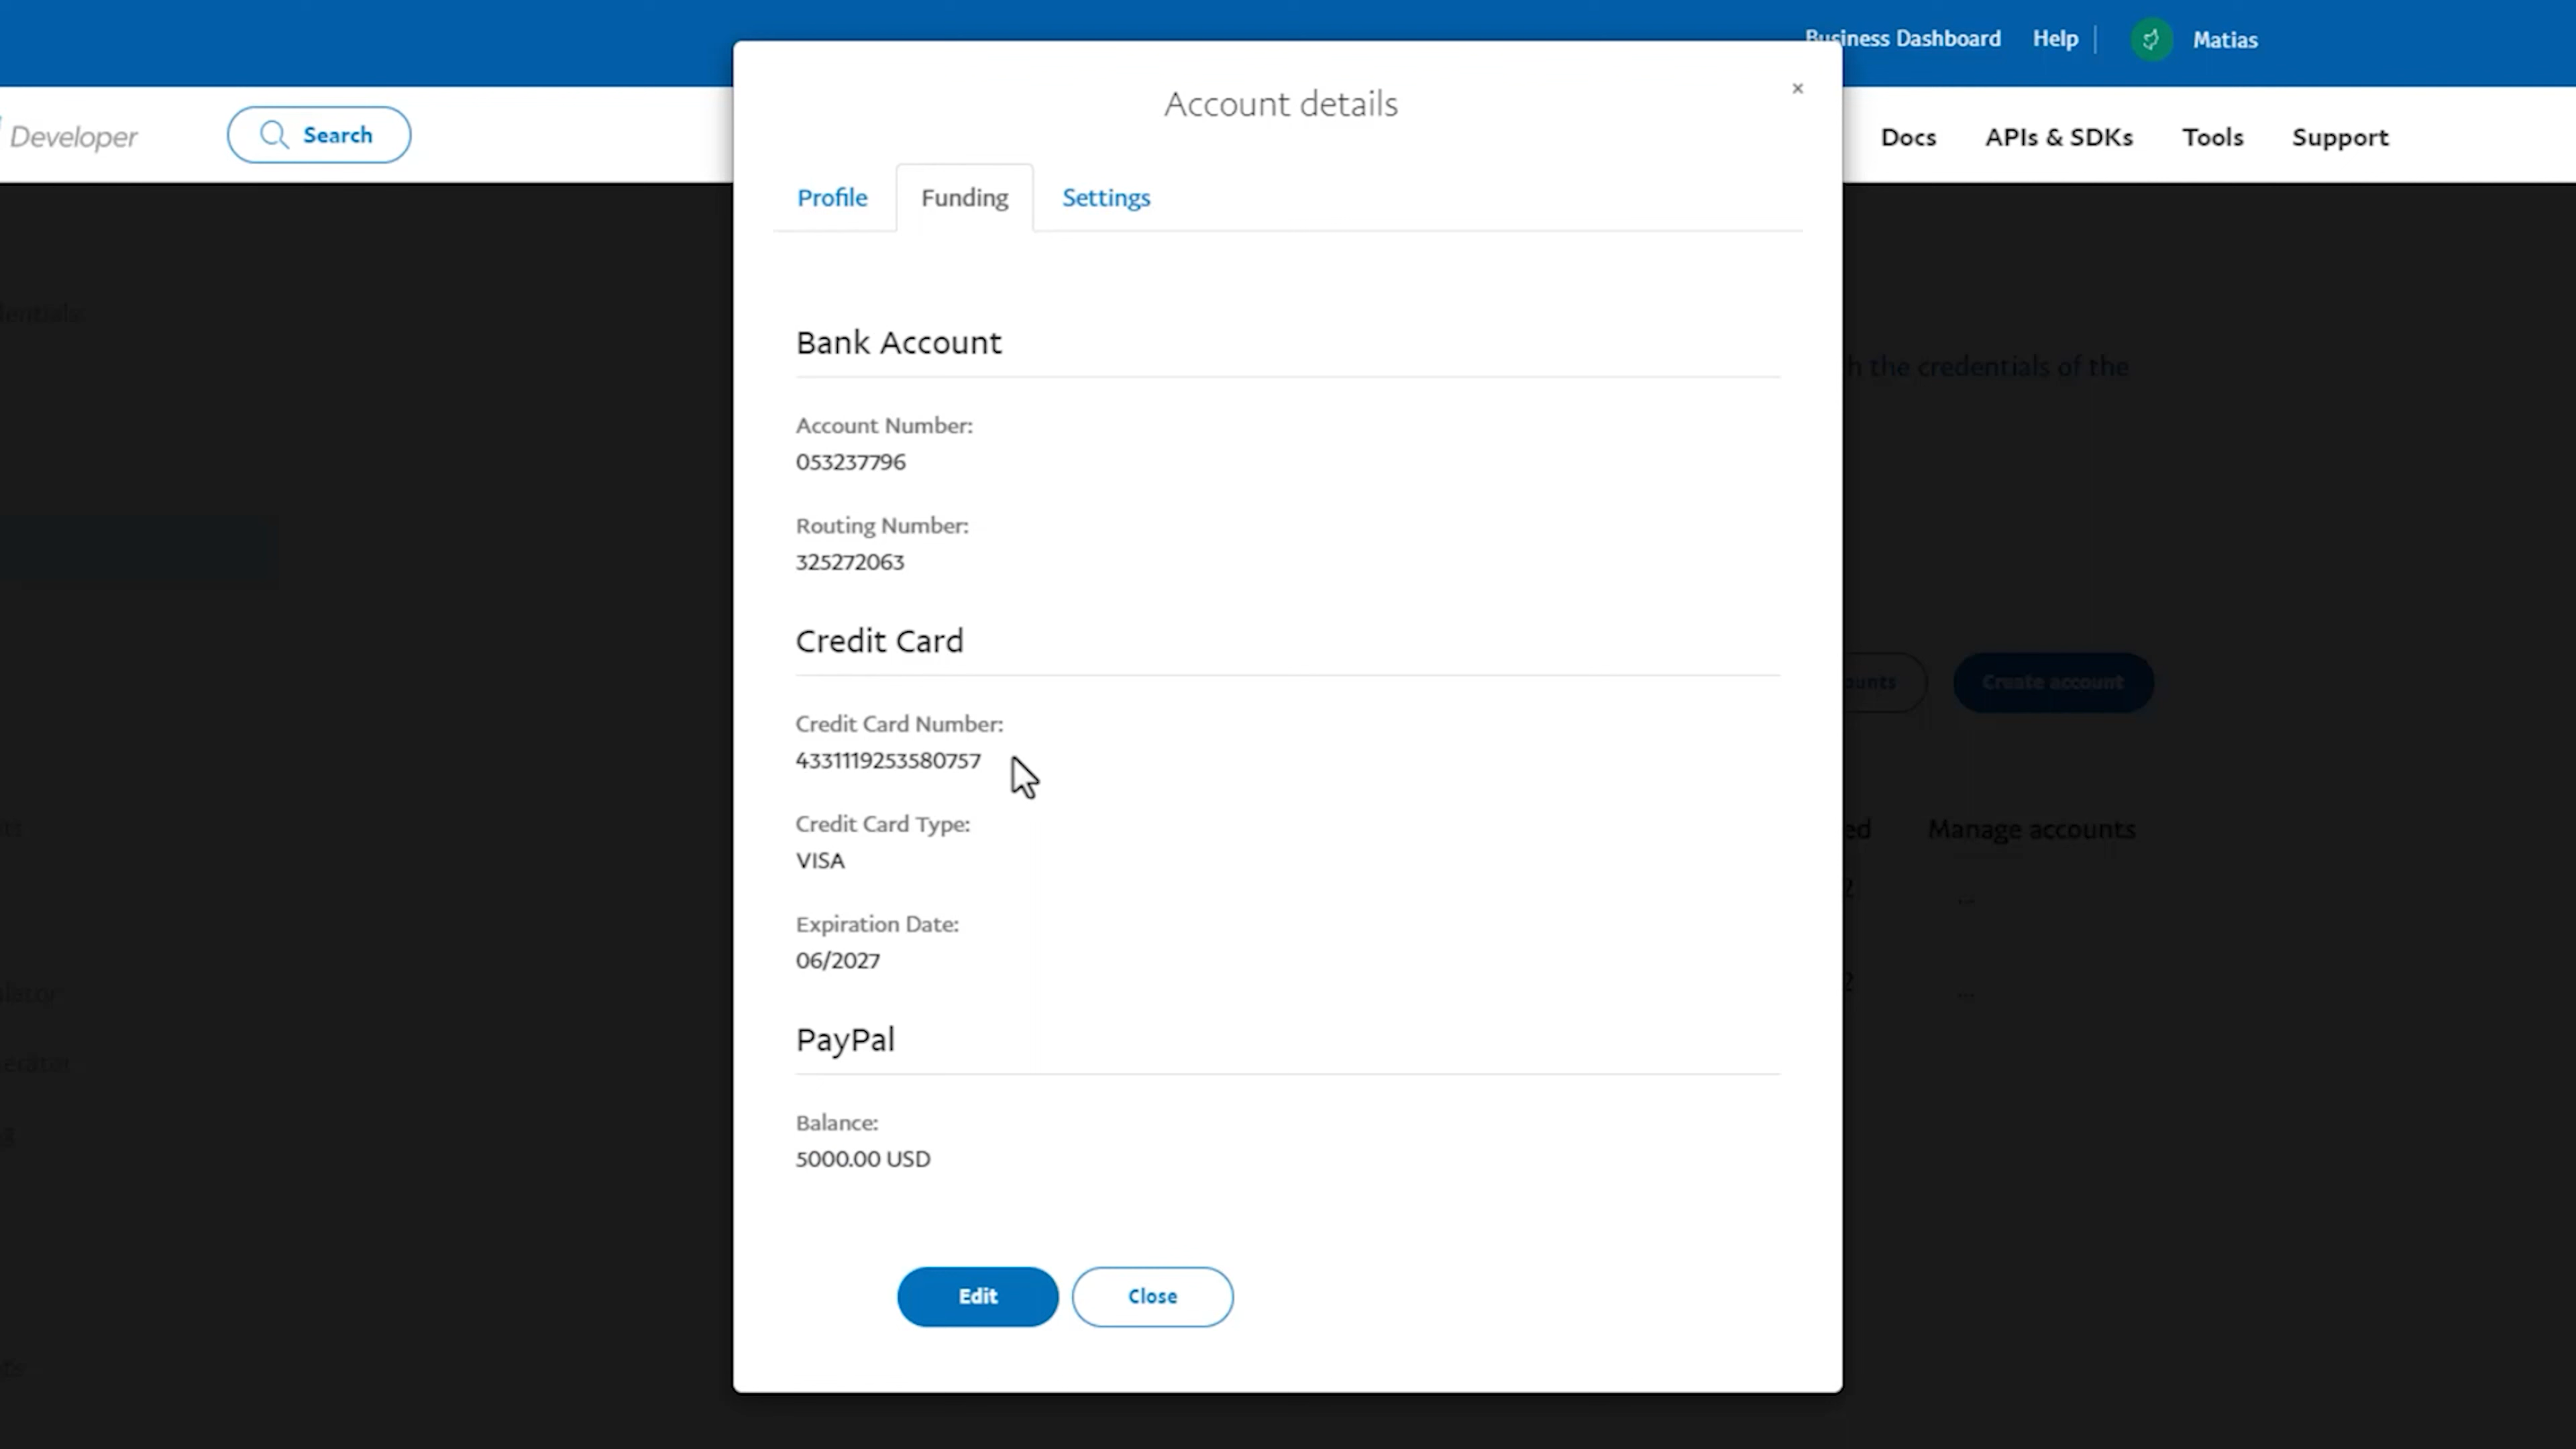 Business Dashboard Help Matias
Developer Search
Docs APIs & SDKs Tools Support
Account details
×
Profile Funding Settings
Bank Account
Account Number:
053237796
Routing Number:
325272063
Credit Card
Credit Card Number:
4331119253580757
Credit Card Type:
VISA
Expiration Date:
06/2027
PayPal
Balance:
5000.00 USD
Edit Close
the credentials of the
Create account
Manage accounts
...
...